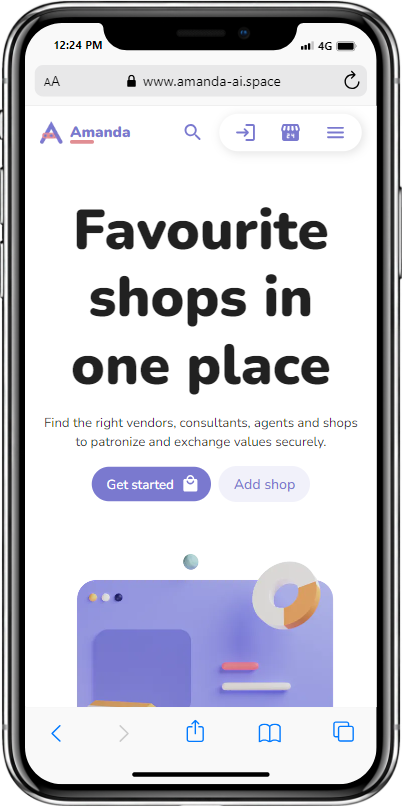 12:24 PM
4G
AA
www.amanda-ai.space
Amanda
24
Favourite
shops in
one place
Find the right vendors, consultants, agents and shops
to patronize and exchange values securely.
Get started
Add shop